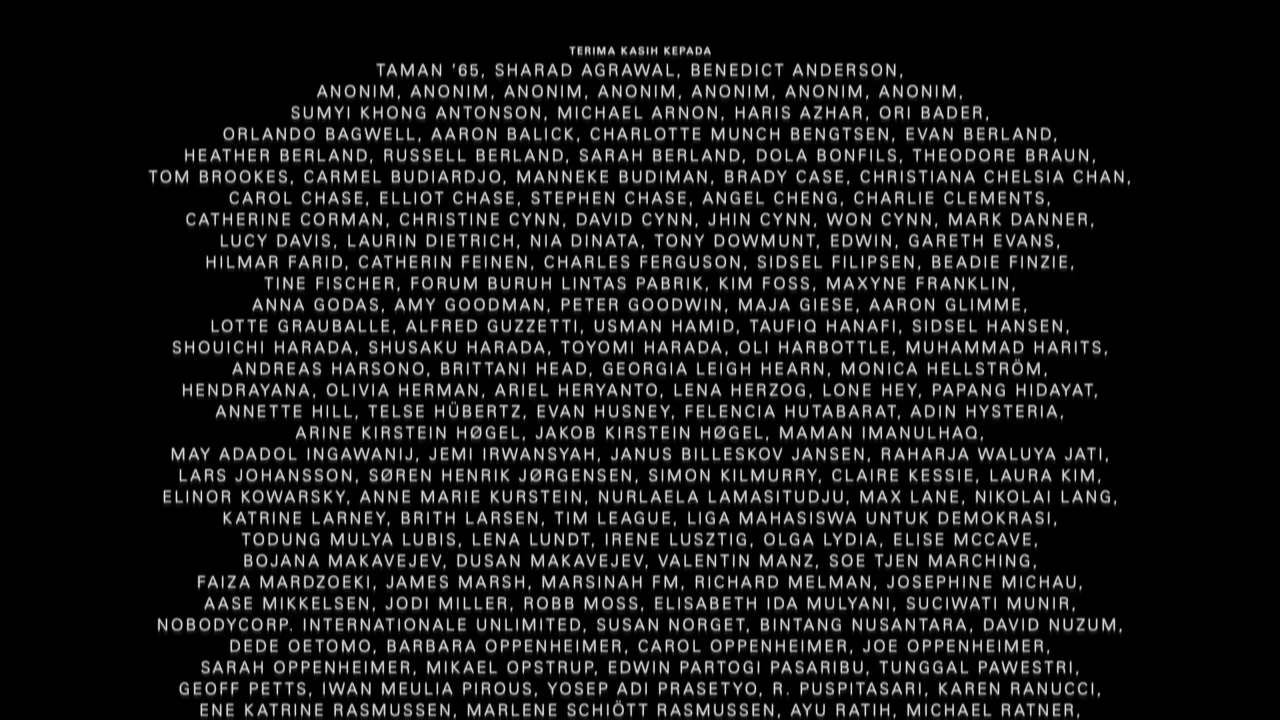 TERIMA KASIH KEPADA
TAMAN '65, SHARAD AGRAWAL, BENEDICT ANDERSON,
ANONIM, ANONIM, ANONIM, ANONIM, ANONIM, ANONIM, ANONIM,
SUMYI KHONG ANTONSON, MICHAEL ARNON, HARIS AZHAR, ORI BADER,
ORLANDO BAGWELL, AARON BALICK, CHARLOTTE MUNCH BENGTSEN, EVAN BERLAND,
HEATHER BERLAND, RUSSELL BERLAND, SARAH BERLAND, DOLA BONFILS, THEODORE BRAUN,
TOM BROOKES, CARMEL BUDIARDJO, MANNEKE BUDIMAN, BRADY CASE, CHRISTIANA CHELSIA CHAN,
CAROL CHASE, ELLIOT CHASE, STEPHEN CHASE, ANGEL CHENG, CHARLIE CLEMENTS,
CATHERINE CORMAN, CHRISTINE CYNN, DAVID CYNN, JHIN CYNN, WON CYNN, MARK DANNER,
LUCY DAVIS, LAURIN DIETRICH, NIA DINATA, TONY DOWMUNT, EDWIN, GARETH EVANS,
HILMAR FARID, CATHERIN FEINEN, CHARLES FERGUSON, SIDSEL FILIPSEN, BEADIE FINZIE,
TINE FISCHER, FORUM BURUH LINTAS PABRIK, KIM FOSS, MAXYNE FRANKLIN,
ANNA GODAS, AMY GOODMAN, PETER GOODWIN, MAJA GIESE, AARON GLIMME,
LOTTE GRAUBALLE, ALFRED GUZZETTI, USMAN HAMID, TAUFIQ HANAFI, SIDSEL HANSEN,
SHOUICHI HARADA, SHUSAKU HARADA, TOYOMI HARADA, OLI HARBOTTLE, MUHAMMAD HARITS,
ANDREAS HARSONO, BRITTANI HEAD, GEORGIA LEIGH HEARN, MONICA HELLSTRÖM,
HENDRAYANA, OLIVIA HERMAN, ARIEL HERYANTO, LENA HERZOG, LONE HEY, PAPANG HIDAYAT,
ANNETTE HILL, TELSE HÜBERTZ, EVAN HUSNEY, FELENCIA HUTABARAT, ADIN HYSTERIA,
ARINE KIRSTEIN HØGEL, JAKOB KIRSTEIN HØGEL, MAMAN IMANULHAQ,
MAY ADADOL INGAWANIJ, JEMI IRWANSYAH, JANUS BILLESKOV JANSEN, RAHARJA WALUYA JATI,
LARS JOHANSSON, SØREN HENRIK JØRGENSEN, SIMON KILMURRY, CLAIRE KESSIE, LAURA KIM,
ELINOR KOWARSKY, ANNE MARIE KURSTEIN, NURLAELA LAMASITUDJU, MAX LANE, NIKOLAI LANG,
KATRINE LARNEY, BRITH LARSEN, TIM LEAGUE, LIGA MAHASISWA UNTUK DEMOKRASI,
TODUNG MULYA LUBIS, LENA LUNDT, IRENE LUSZTIG, OLGA LYDIA, ELISE MCCAVE,
BOJANA MAKAVEJEV, DUSAN MAKAVEJEV, VALENTIN MANZ, SOE TJEN MARCHING,
FAIZA MARDZOEKI, JAMES MARSH, MARSINAH FM, RICHARD MELMAN, JOSEPHINE MICHAU,
AASE MIKKELSEN, JODI MILLER, ROBB MOSS, ELISABETH IDA MULYANI, SUCIWATI MUNIR,
NOBODYCORP. INTERNATIONALE UNLIMITED, SUSAN NORGET, BINTANG NUSANTARA, DAVID NUZUM,
DEDE OETOMO, BARBARA OPPENHEIMER, CAROL OPPENHEIMER, JOE OPPENHEIMER,
SARAH OPPENHEIMER, MIKAEL OPSTRUP, EDWIN PARTOGI PASARIBU, TUNGGAL PAWESTRI,
GEOFF PETTS, IWAN MEULIA PIROUS, YOSEP ADI PRASETYO, R. PUSPITASARI, KAREN RANUCCI,
ENE KATRINE RASMUSSEN, MARLENE SCHIÖTT RASMUSSEN, AYU RATIH, MICHAEL RATNER,